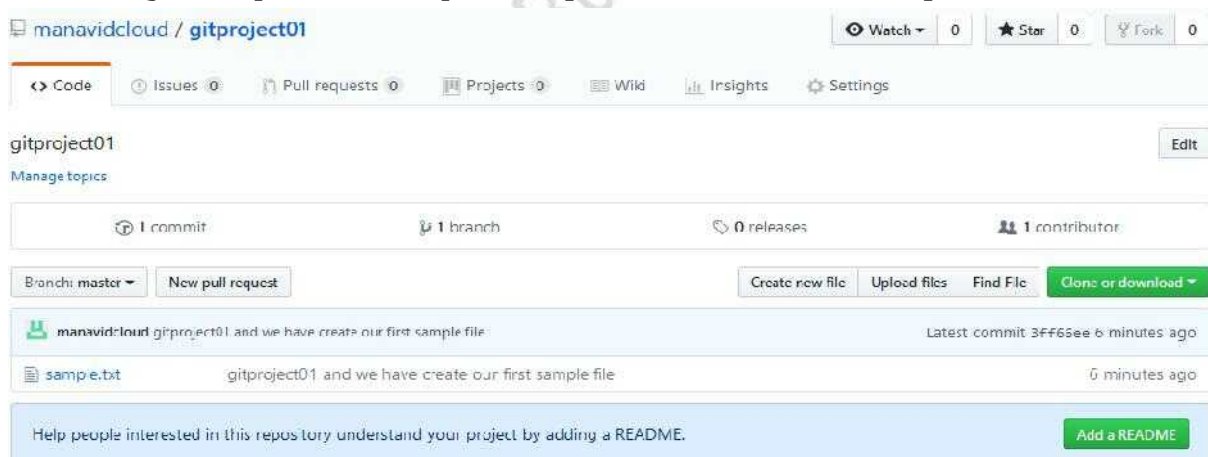 manavidcloud / gitproject01 Watch 0 Star 0 Fork 0
Code Issues 0 Pull requests 0 Projects 0 Wiki Insights Settings
gitproject01 Edit
Manage topics
1 commit 1 branch 0 releases 1 contributor
Branch: master New pull request Create new file Upload files Find File Clone or download
manavidcloud gitproject01 and we have create our first sample file Latest commit 6 minutes ago
sample.txt gitproject01 and we have create our first sample file 6 minutes ago
Help people interested in this repository understand your project by adding a README. Add a README